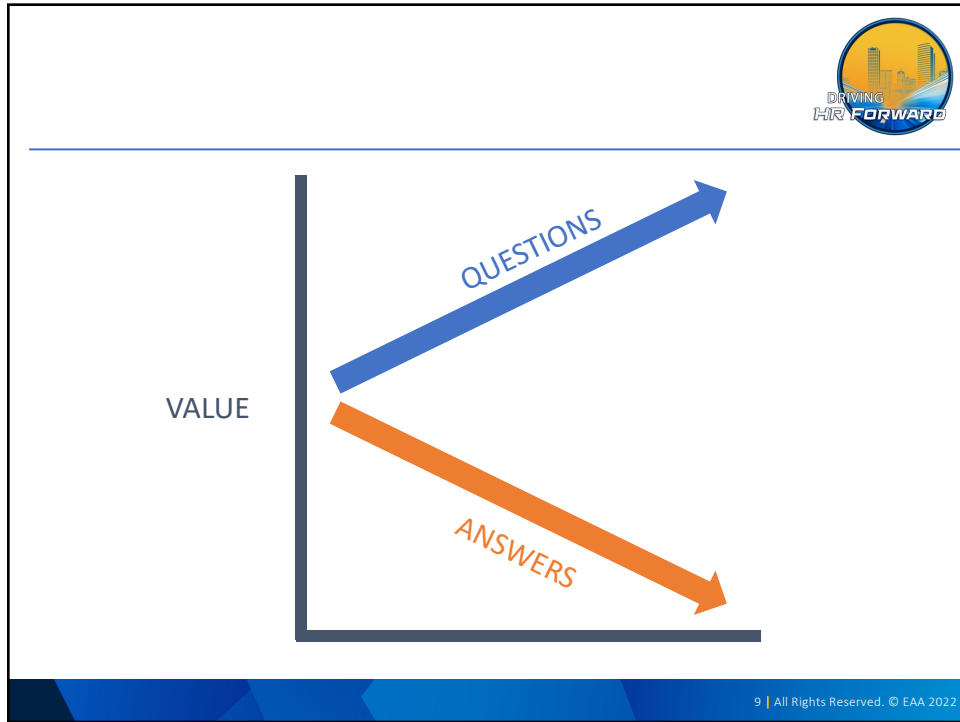 DRIVING
HR FORWARD
QUESTIONS
VALUE
ANSWERS
9 | All Rights Reserved. © EAA 2022